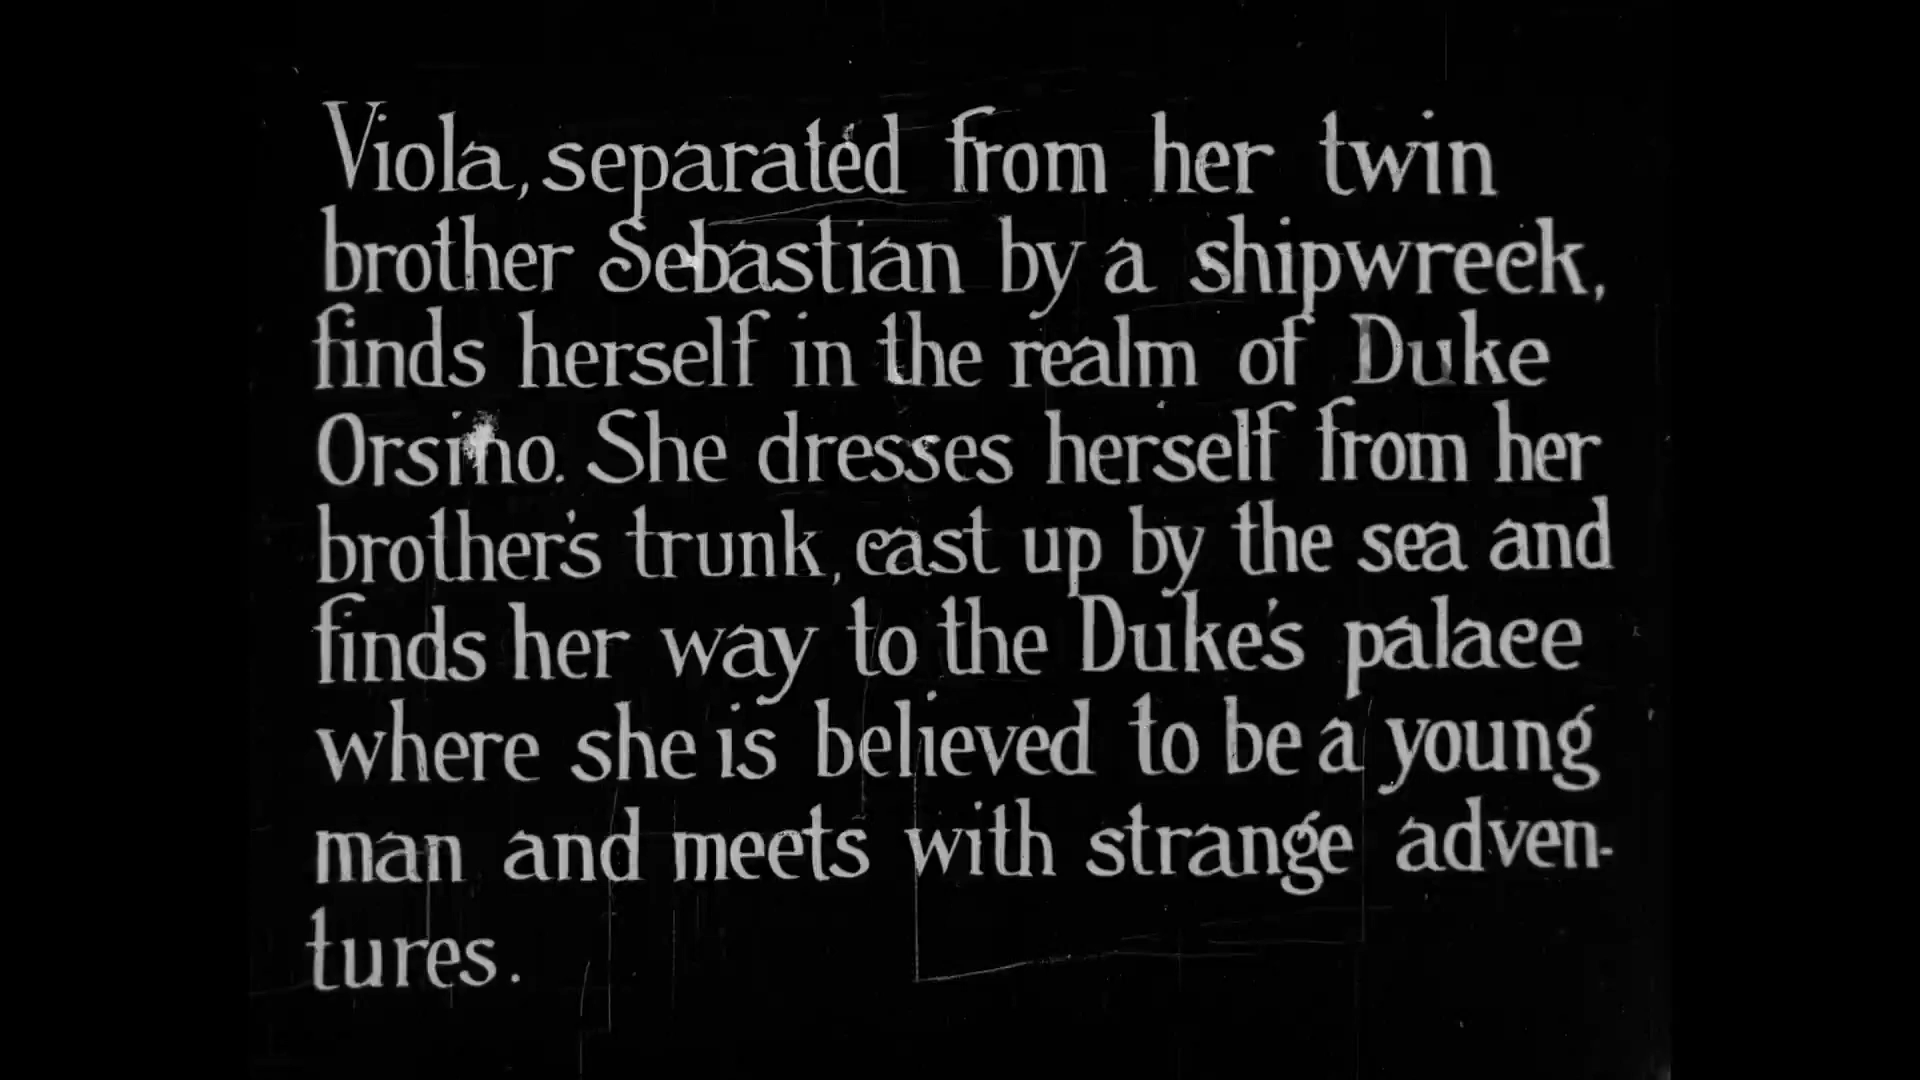 Viola, separated from her twin
brother Sebastian by a shipwreck,
finds herself in the realm of Duke
Orsino. She dresses herself from her
brother's trunk, cast up by the sea and
finds her way to the Duke's palace
where she is believed to be a young
man and meets with strange adven-
tures.